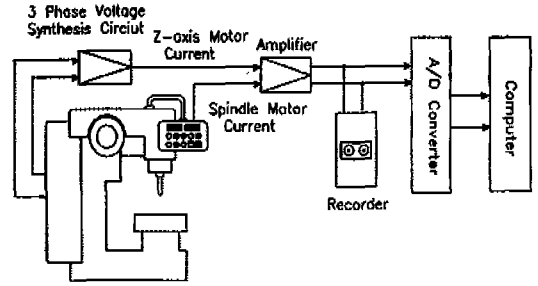 3 Phase Voltage
Synthesis Circiut
Z-axis Motor
Current
Amplifier
Spindle Motor
Current
Recorder
A/D Converter
Computer